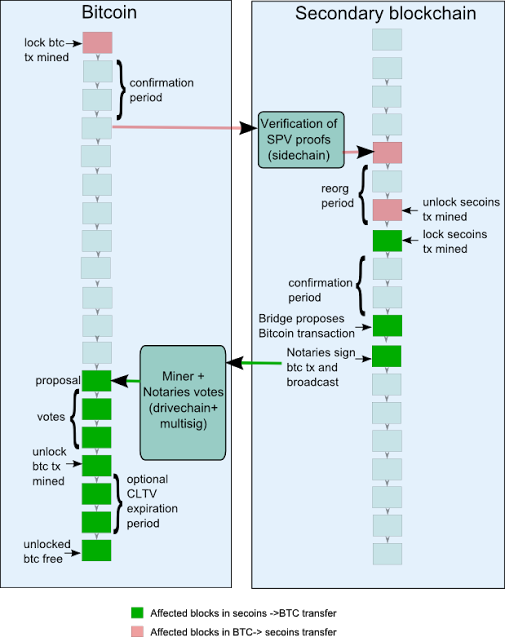 Bitcoin
lock btc
tx mined
confirmation
period
proposal
votes
unlock
btc tx
mined
optional
CLTV
expiration
period
unlocked
btc free
Verification of
SPV proofs
(sidechain)
Miner +
Notaries votes
(drivechain+
multisig)
Secondary blockchain
reorg
period
unlock secoins
tx mined
lock secoins
tx mined
confirmation
period
Bridge proposes
Bitcoin transaction
Notaries sign
btc tx and
broadcast
Affected blocks in secoins ->BTC transfer
Affected blocks in BTC-> secoins transfer